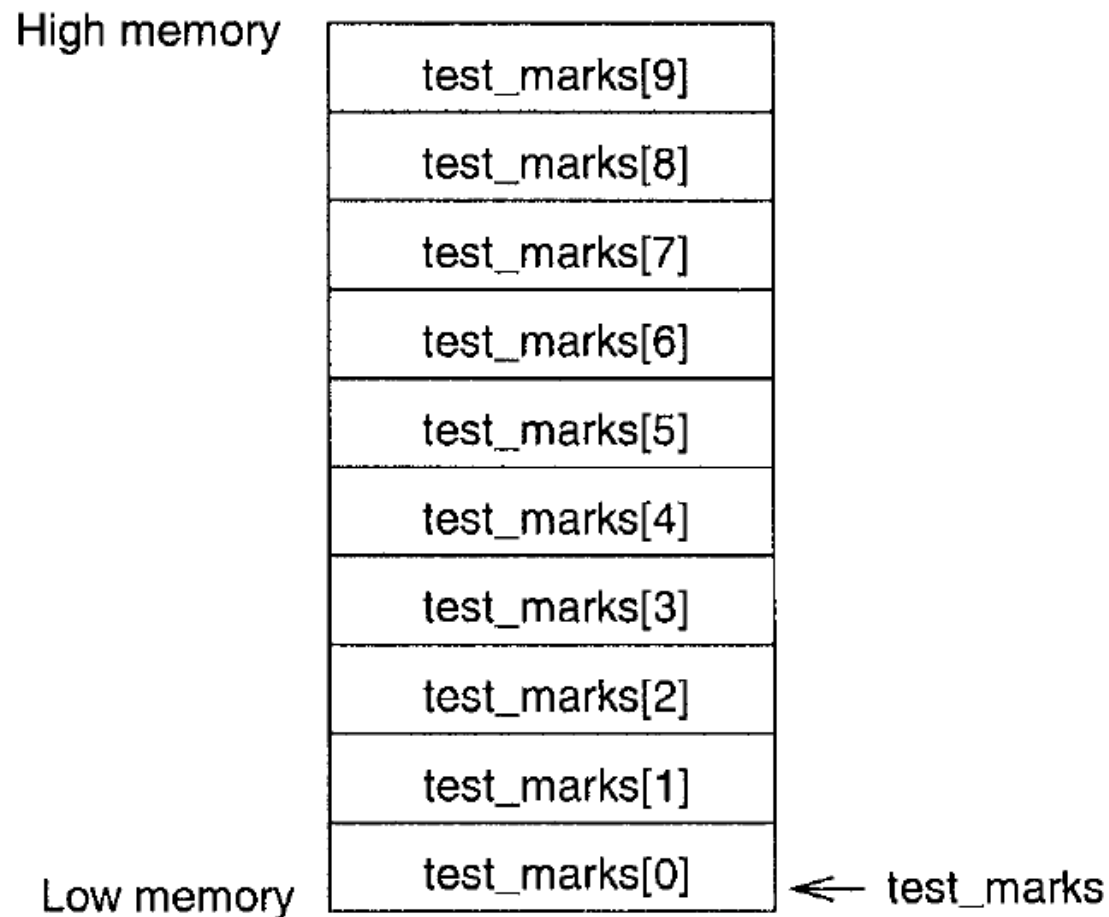 High memory
test_marks[9]
test_marks[8]
test_marks[7]
test_marks[6]
test_marks[5]
test_marks[4]
test_marks[3]
test_marks[2]
test_marks[1]
test_marks[0]
Low memory
test_marks